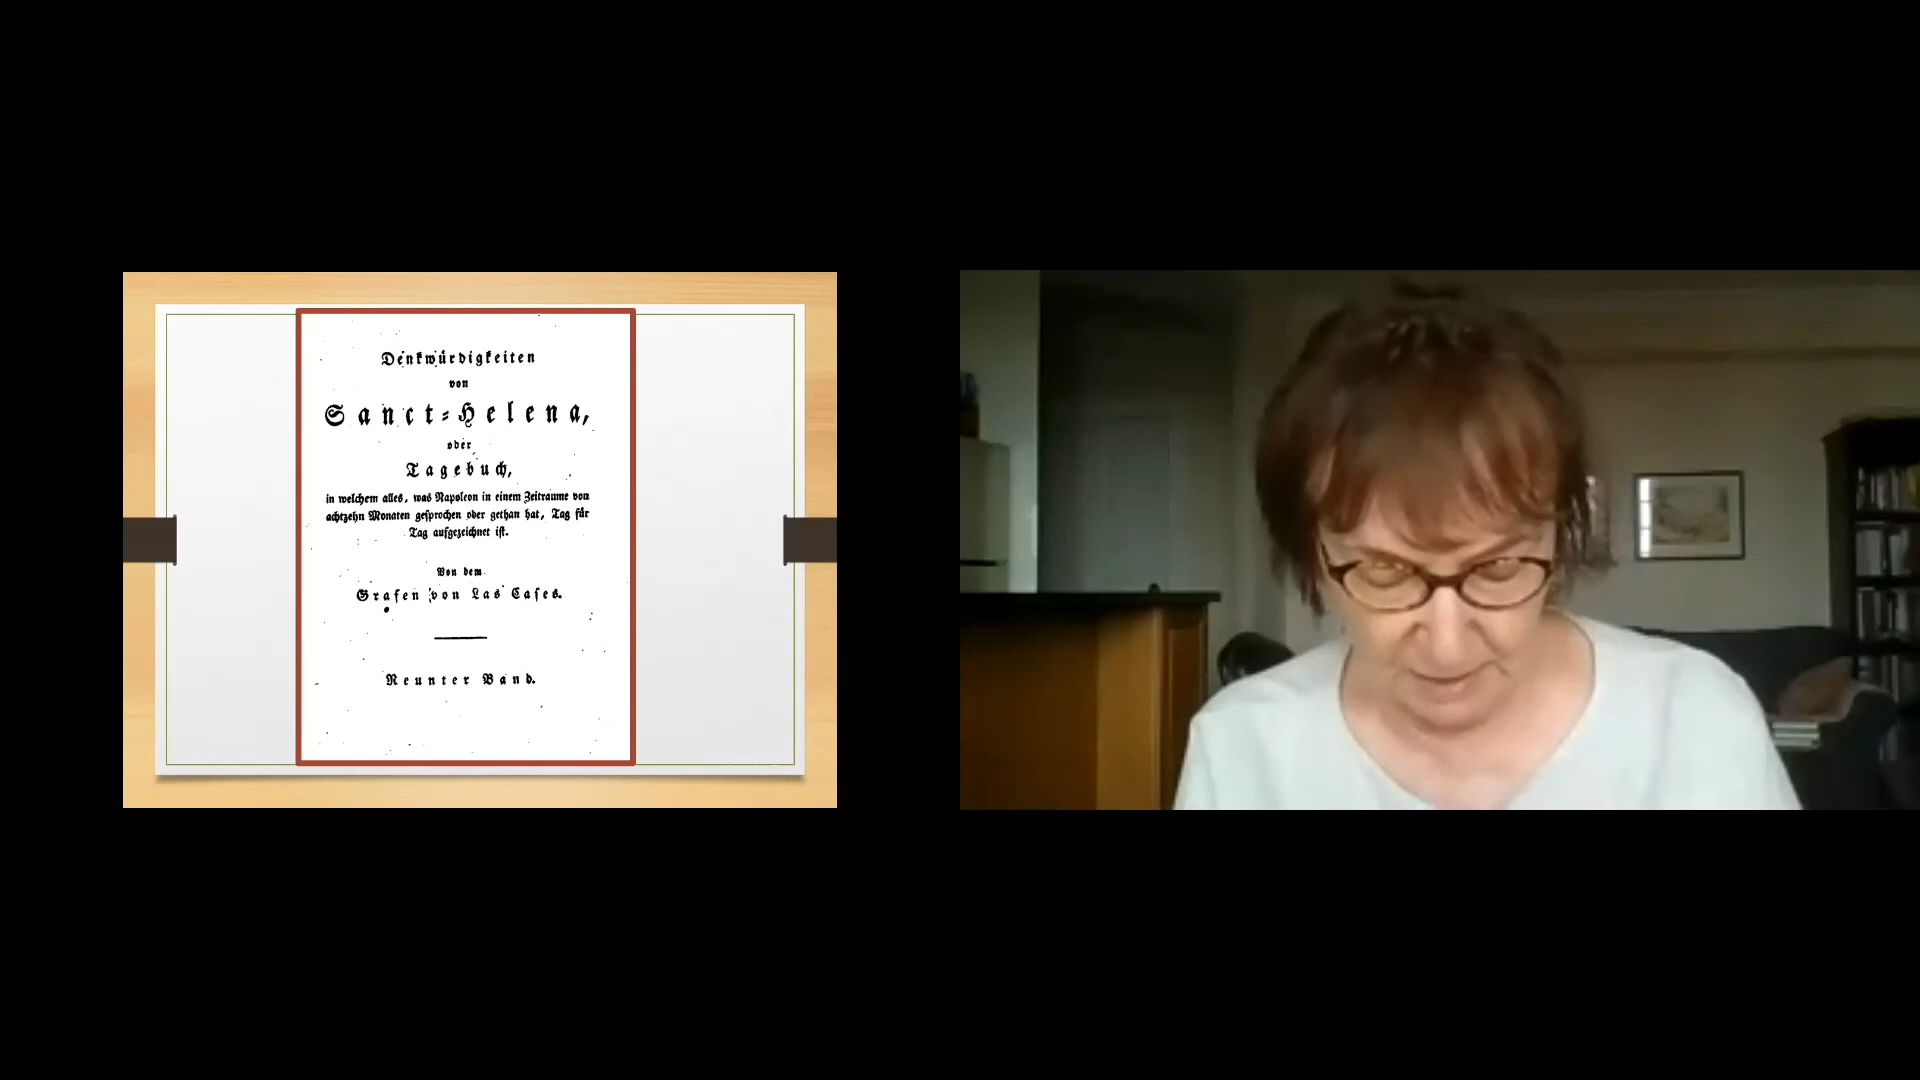 Denkwürdigkeiten
von
Sanct-Helena,
oder
Tagebuch,
in welchem alles, was Napoleon in einem Zeitraume von
achtzehn Monaten gesprochen oder gethan hat, Tag für
Tag aufgezeichnet ist.
Von dem
Grafen von Las Cases.
Neunter Band.